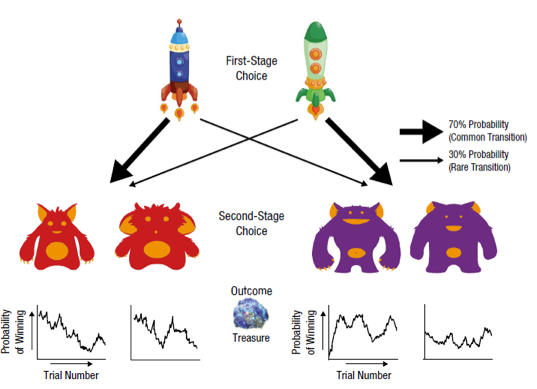 First-Stage
Choice
70% Probability
(Common Transition)
30% Probability
(Rare Transition)
Second-Stage
Choice
Outcome
Treasure
Probability
of Winning
Trial Number
Probability
of Winning
Trial Number